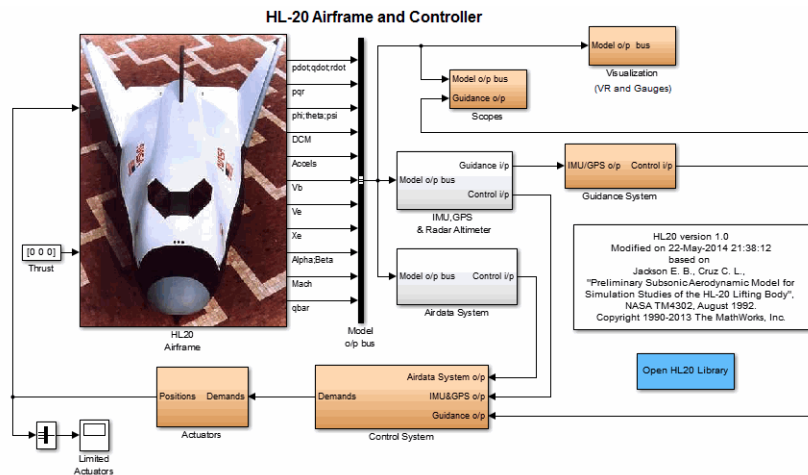 HL-20 Airframe and Controller
pdot;qdot;rdot
pqr
phi;theta;psi
DCM
Accels
Vb
Ve
Xe
Alpha;Beta
Mach
qbar
[0 0 0]
Thrust
HL20
Airframe
Model
o/p bus
Model o/p bus
Guidance o/p
Scopes
Model o/p bus
Visualization
(VR and Gauges)
Model o/p bus
Guidance i/p
Control i/p
IMU,GPS
& Radar Altimeter
IMU/GPS o/p
Control i/p
Guidance System
Model o/p bus
Control i/p
Airdata System
HL20 version 1.0
Modified on 22-May-2014 21:38:12
based on
Jackson E. B., Cruz C. L.,
"Preliminary Subsonic Aerodynamic Model for
Simulation Studies of the HL-20 Lifting Body",
NASA TM4302, August 1992.
Copyright 1990-2013 The MathWorks, Inc.
Open HL20 Library
Positions
Demands
Actuators
Demands
Airdata System o/p
IMU&GPS o/p
Guidance o/p
Control System
Limited
Actuators